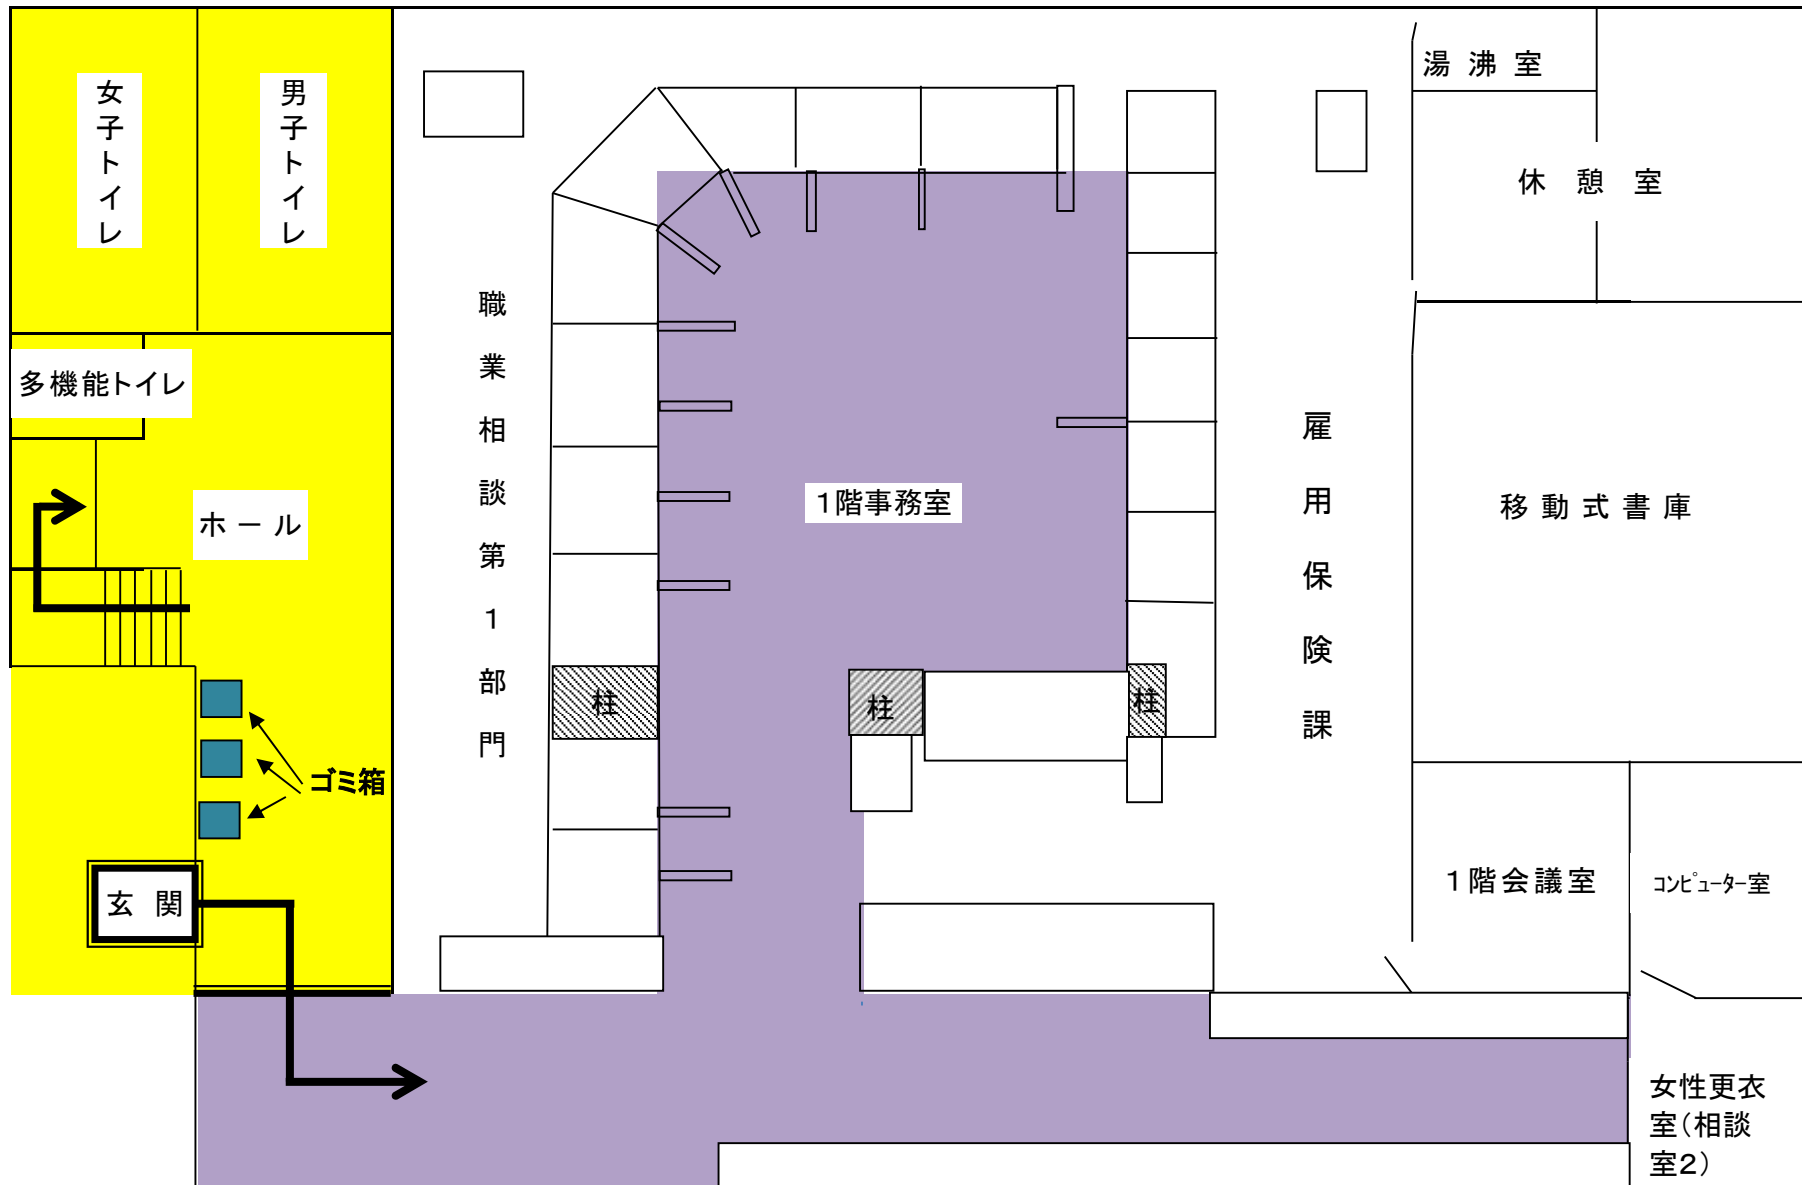 女子トイレ
男子トイレ
湯沸室
休憩室
職業相談第１部門
多機能トイレ
雇用保険課
１階事務室
移動式書庫
ホール
柱
柱
柱
ゴミ箱
玄関
１階会議室
ｺﾝﾋﾟｭｰﾀｰ室
女性更衣
室（相談
室２）